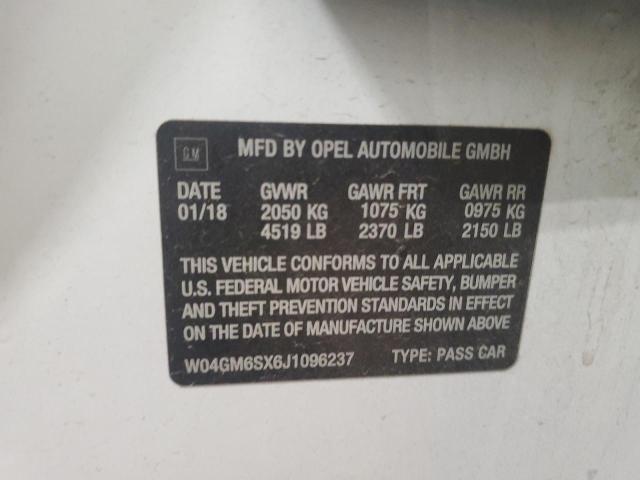 GM MFD BY OPEL AUTOMOBILE GMBH
DATE GVWR GAWR FRT GAWR RR
01/18 2050 KG 1075 KG 0975 KG
4519 LB 2370 LB 2150 LB
THIS VEHICLE CONFORMS TO ALL APPLICABLE
U.S. FEDERAL MOTOR VEHICLE SAFETY, BUMPER
AND THEFT PREVENTION STANDARDS IN EFFECT
ON THE DATE OF MANUFACTURE SHOWN ABOVE
W04GM6SX6J1096237 TYPE: PASS CAR